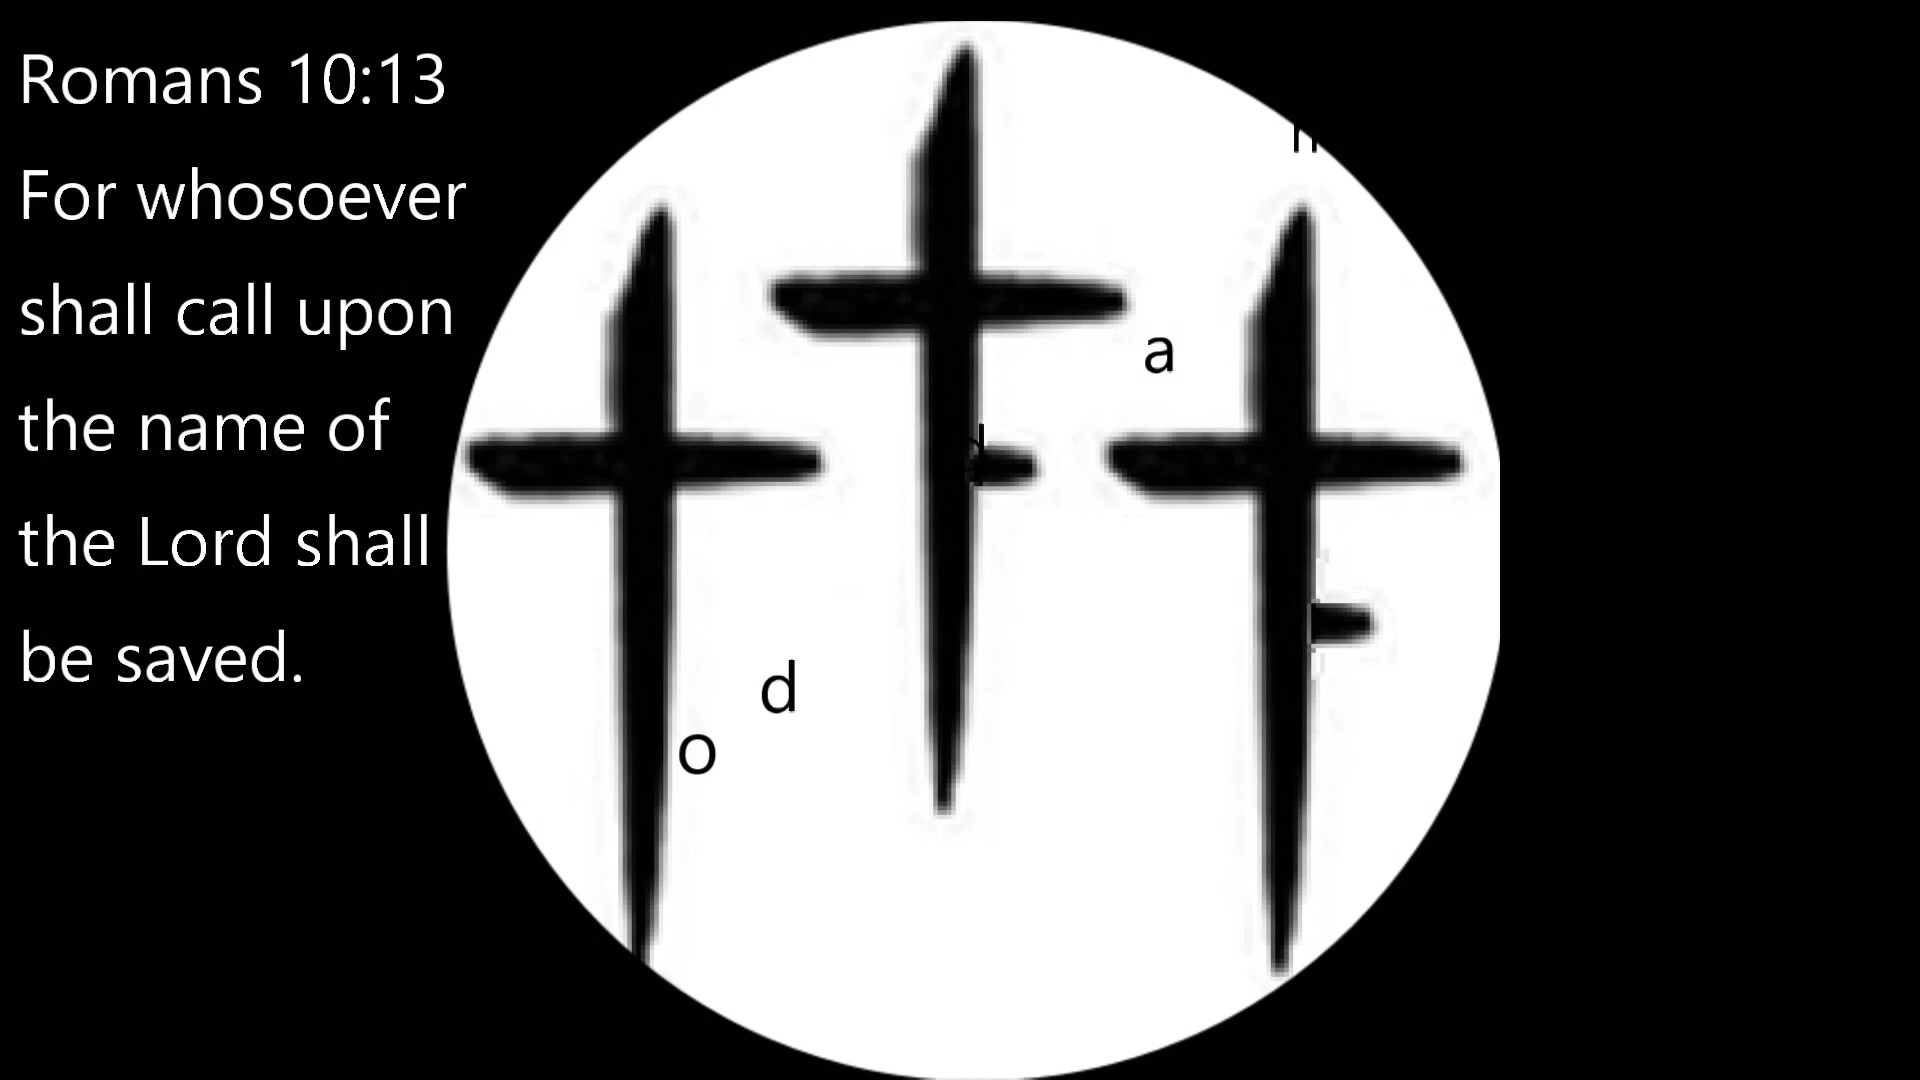 Romans 10:13
For whosoever
shall call upon
the name of
the Lord shall
be saved.
a
d
d
o